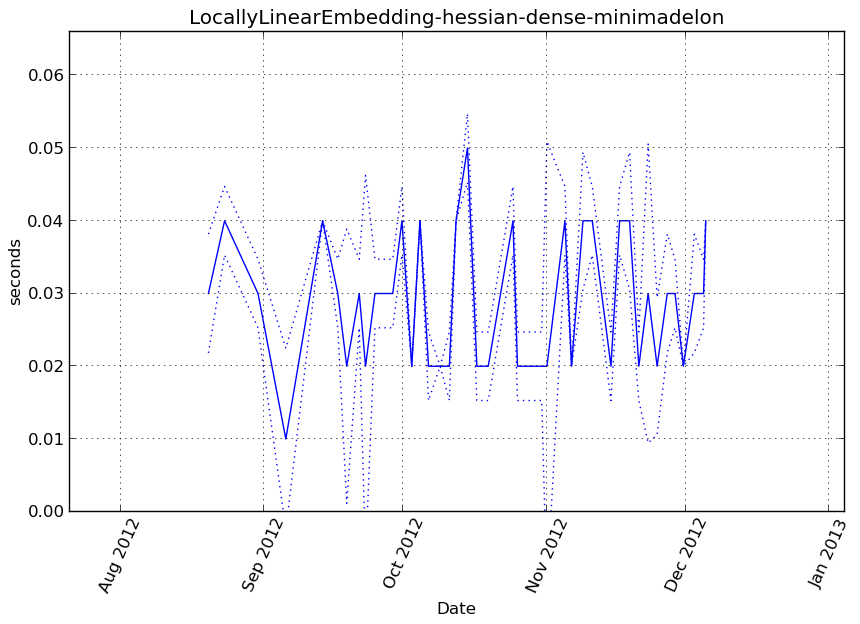 LocallyLinearEmbedding-hessian-dense-minimadelon
0.06
0.05
0.04
0.03
0.02
0.01
0.00
seconds
Aug 2012
Sep 2012
Oct 2012
Nov 2012
Dec 2012
Jan 2013
Date